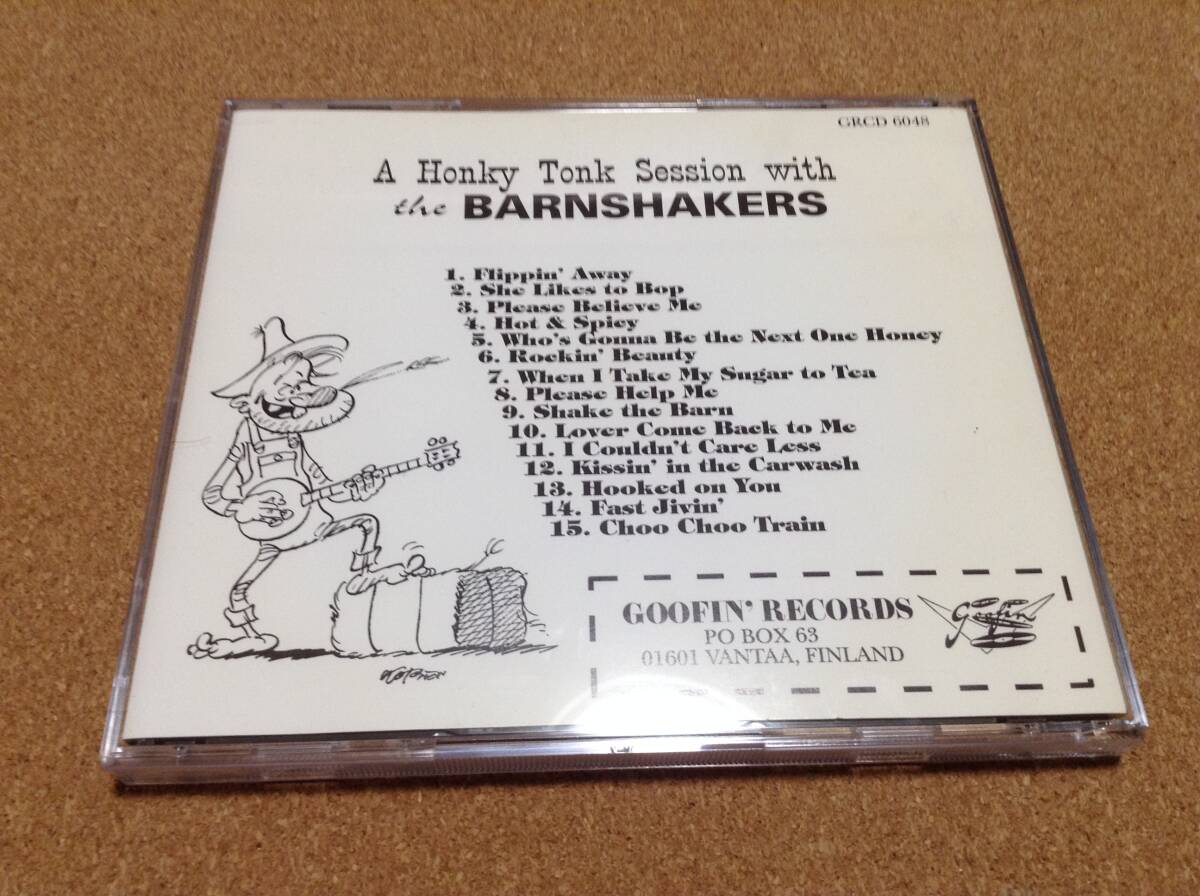 GRCD 6048
A Honky Tonk Session with
the BARNSHAKERS
1. Flippin' Away
2. She Likes to Bop
3. Please Believe Me
4. Hot & Spicy
5. Who's Gonna Be the Next One Honey
6. Rockin' Beauty
7. When I Take My Sugar to Tea
8. Please Help Me
9. Shake the Barn
10. Lover Come Back to Me
11. I Couldn't Care Less
12. Kissin' in the Carwash
13. Hooked on You
14. Fast Jivin'
15. Choo Choo Train
GOOFIN' RECORDS
PO BOX 63
01601 VANTAA, FINLAND
Goofin